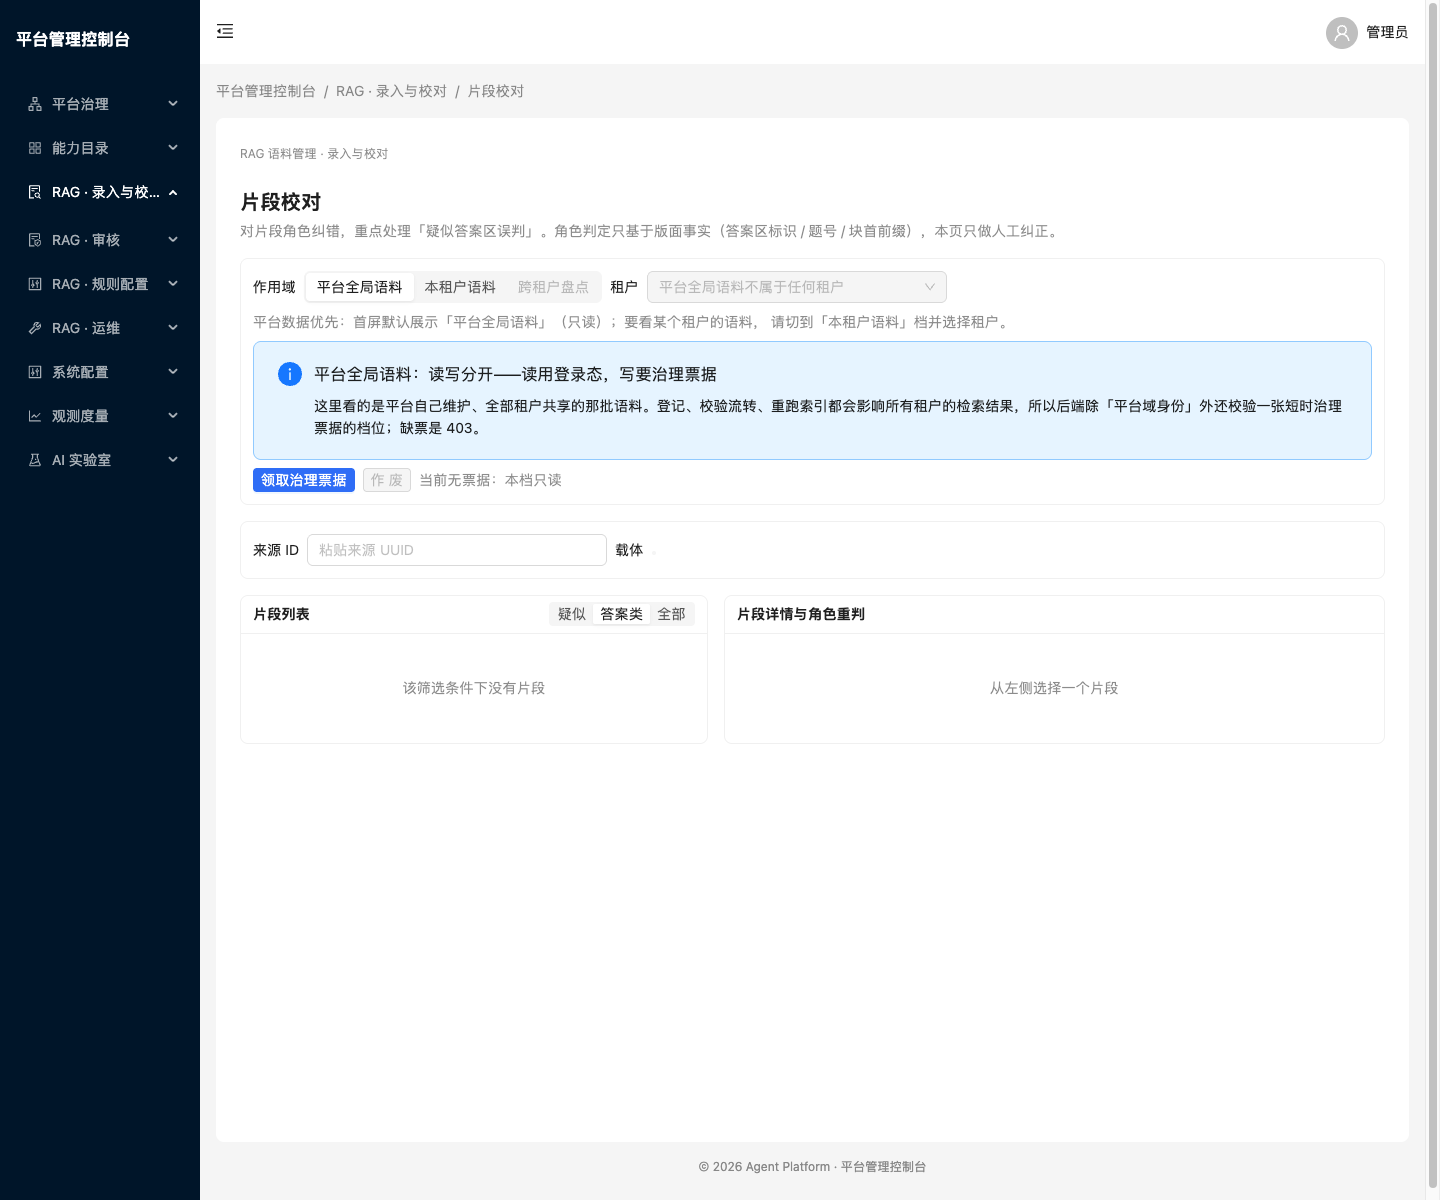 平台管理控制台
平台治理
能力目录
RAG · 录入与校...
RAG · 审核
RAG · 规则配置
RAG · 运维
系统配置
观测度量
AI 实验室
管理员
平台管理控制台 / RAG · 录入与校对 / 片段校对
RAG 语料管理 · 录入与校对
片段校对
对片段角色纠错，重点处理「疑似答案区误判」。角色判定只基于版面事实（答案区标识 / 题号 / 块首前缀），本页只做人工纠正。
作用域 平台全局语料 本租户语料 跨租户盘点 租户 平台全局语料不属于任何租户
平台数据优先：首屏默认展示「平台全局语料」（只读）；要看某个租户的语料， 请切到「本租户语料」档并选择租户。
平台全局语料：读写分开——读用登录态，写要治理票据
这里看的是平台自己维护、全部租户共享的那批语料。登记、校验流转、重跑索引都会影响所有租户的检索结果，所以后端除「平台域身份」外还校验一张短时治理
票据的档位；缺票是 403。
领取治理票据 作 废 当前无票据：本档只读
来源 ID 粘贴来源 UUID 载体
片段列表 疑似 答案类 全部
该筛选条件下没有片段
片段详情与角色重判
从左侧选择一个片段
© 2026 Agent Platform · 平台管理控制台